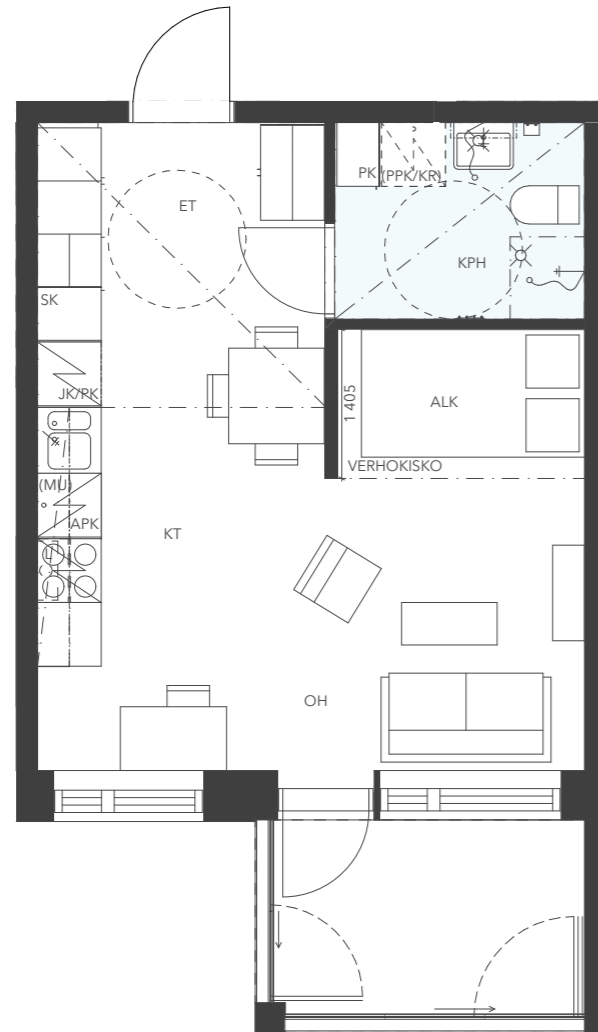 ET
PK
(PPK/KR)
KPH
SK
JK/PK
1405
ALK
VERHOKISKO
(MU)
APK
KT
OH